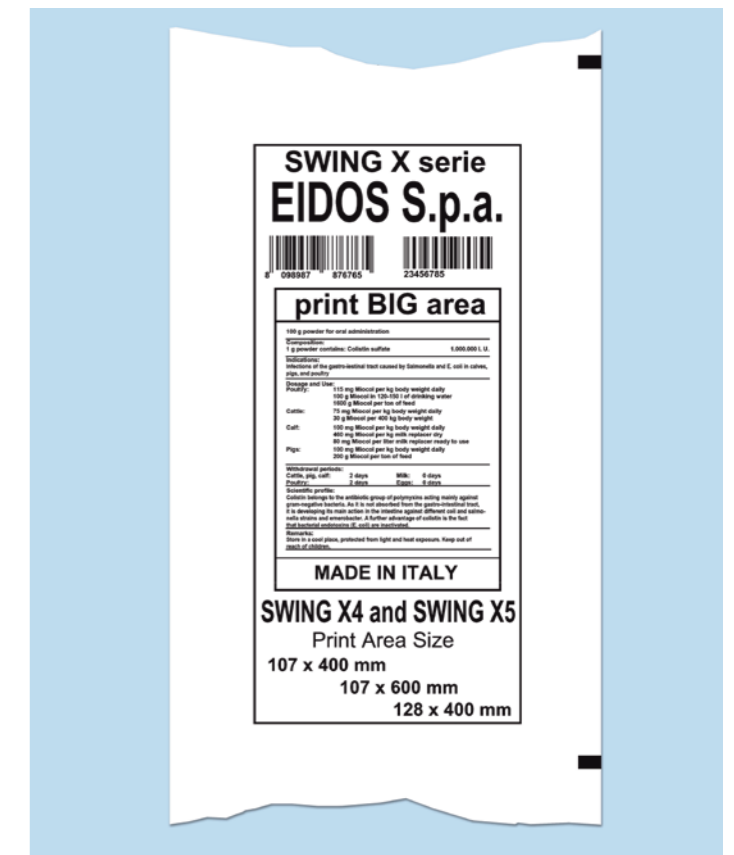 SWING X serie
EIDOS S.p.a.
8 098987 876765
23456785
print BIG area
100 g powder for oral administration
Composition:
1 g powder contains: Colistin sulfate 1.000.000 I. U.
Indications:
Infections of the gastro-iestinal tract caused by Salmonella and E. coli in calves,
pigs, and poultry
Dosage and Use:
Poultry: 115 mg Miocol per kg body weight daily
100 g Miocol in 120-150 l of drinking water
1000 g Miocol per ton of feed
Cattle: 75 mg Miocol per kg body weight daily
30 g Miocol per 400 kg body weight
Calf: 100 mg Miocol per kg body weight daily
400 mg Miocol per kg milk replacer dry
80 mg Miocol per liter milk replacer ready to use
Pigs: 100 mg Miocol per kg body weight daily
200 g Miocol per ton of feed
Withdrawal periods:
Cattle, pig, calf: 2 days Milk: 0 days
Poultry: 2 days Eggs: 0 days
Scientific profile:
Colistin belongs to the antibiotic group of polymysins acting mainly against
gram-negative bacteria. As it is not absorbed from the gastro-intestinal tract,
it is developing its main action in the intestine against different coli and salmo-
nella strains and enterobacter. A further advantage of colistin is the fact
that bacterial endotoxins (E. coli) are inactivated.
Remarks:
Store in a cool place, protected from light and heat exposure. Keep out of
reach of children.
MADE IN ITALY
SWING X4 and SWING X5
Print Area Size
107 x 400 mm
107 x 600 mm
128 x 400 mm